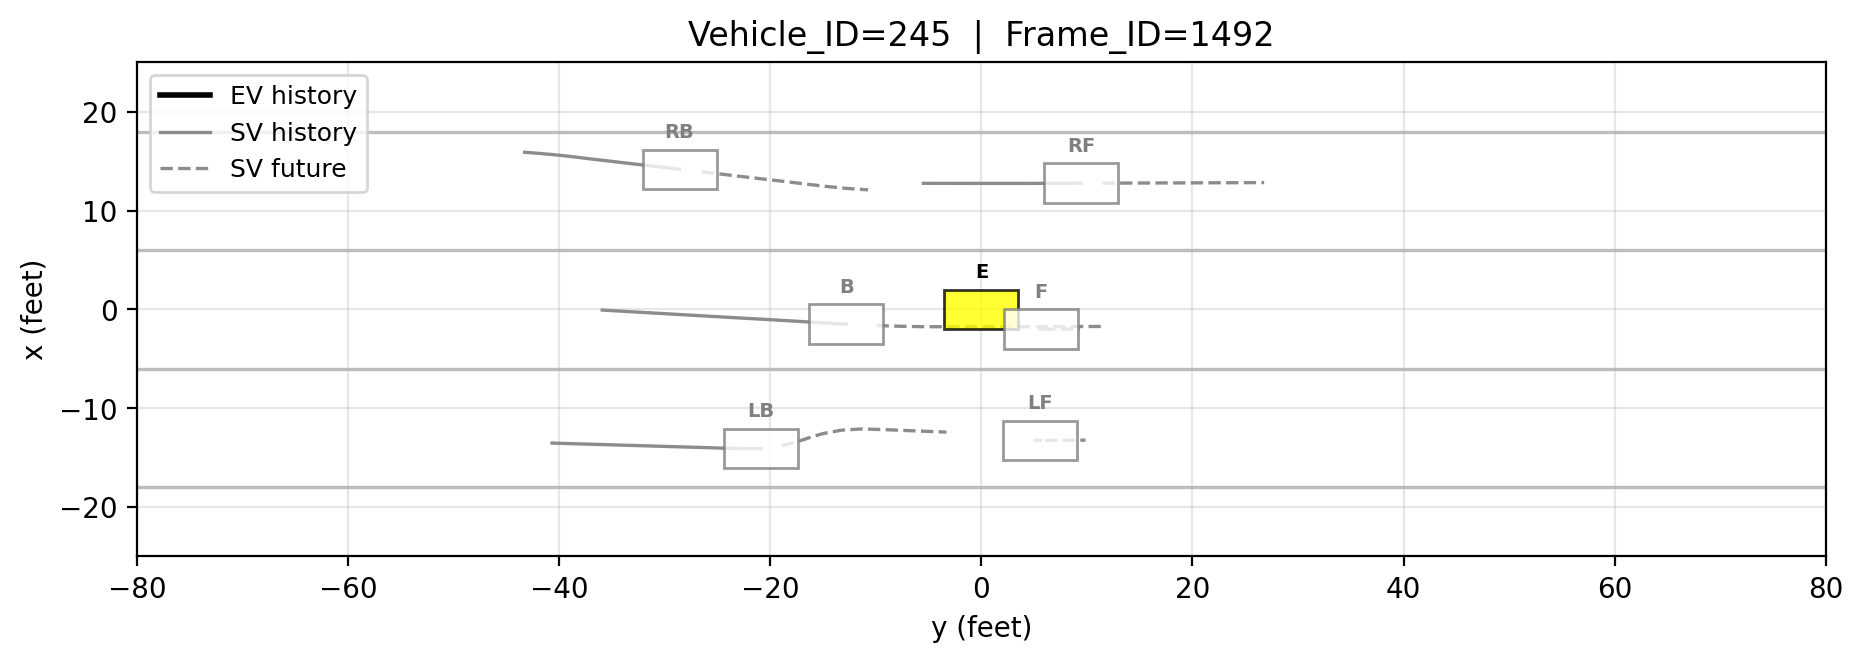 Vehicle_ID=245 | Frame_ID=1492
EV history
SV history
SV future
RB
RF
E
B
F
LB
LF
20
10
0
−10
−20
x (feet)
−80 −60 −40 −20 0 20 40 60 80
y (feet)